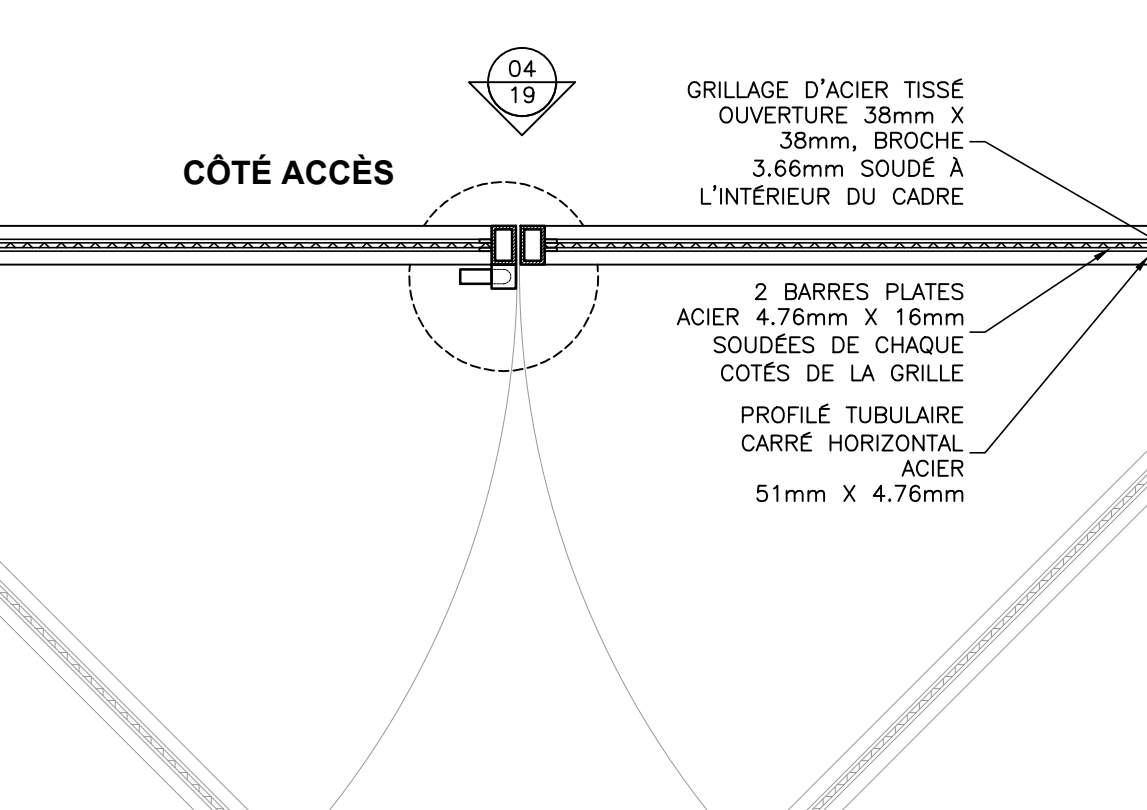 04
19
CÔTÉ ACCÈS
GRILLAGE D'ACIER TISSÉ
OUVERTURE 38mm X
38mm, BROCHE
3.66mm SOUDÉ À
L'INTÉRIEUR DU CADRE
2 BARRES PLATES
ACIER 4.76mm X 16mm
SOUDÉES DE CHAQUE
COTÉS DE LA GRILLE
PROFILÉ TUBULAIRE
CARRÉ HORIZONTAL
ACIER
51mm X 4.76mm